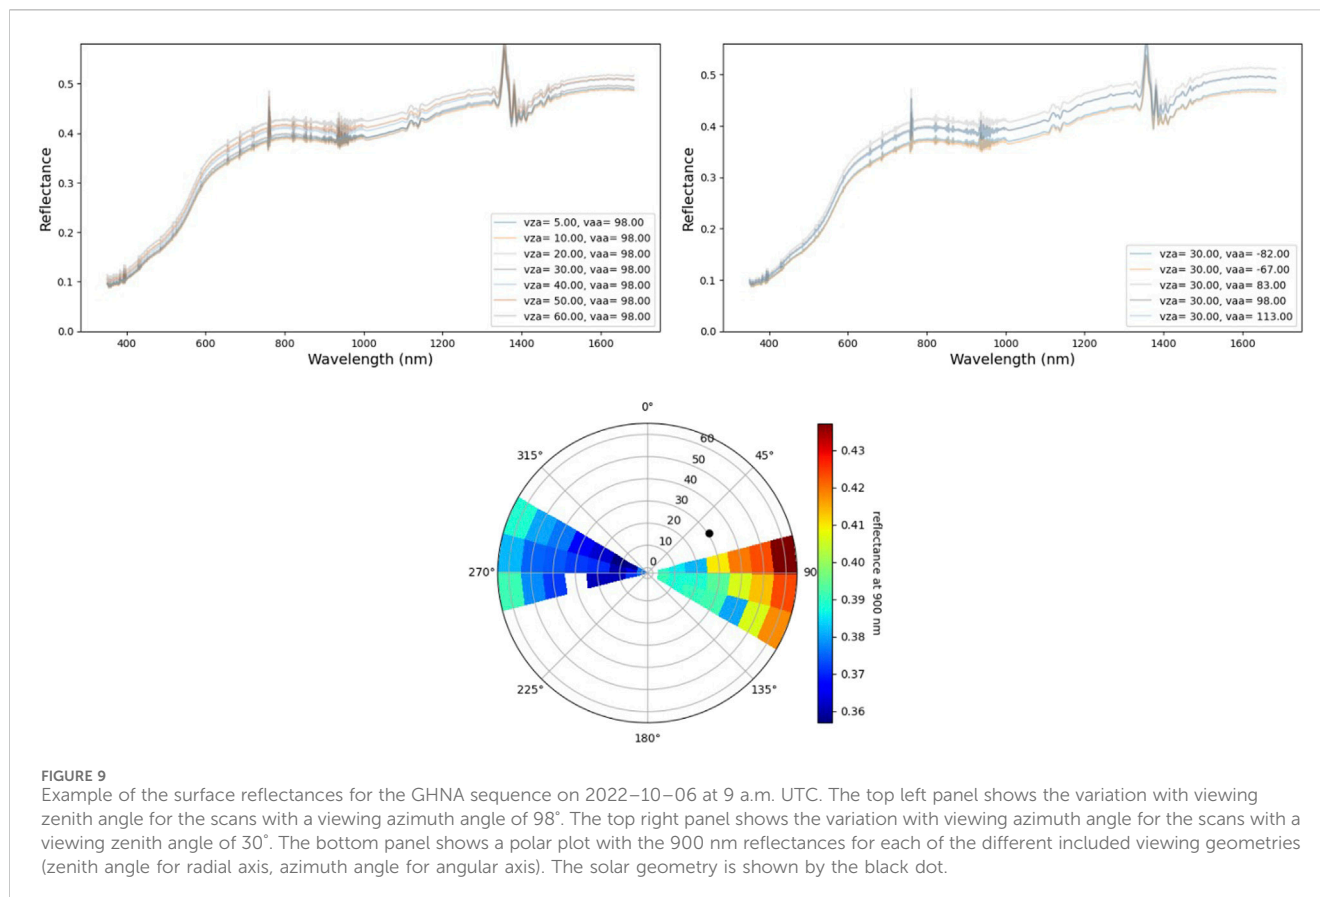 0.5
0.4
0.3
0.2
0.1
0.0
Reflectance
vza= 5.00, vaa= 98.00
vza= 10.00, vaa= 98.00
vza= 20.00, vaa= 98.00
vza= 30.00, vaa= 98.00
vza= 40.00, vaa= 98.00
vza= 50.00, vaa= 98.00
vza= 60.00, vaa= 98.00
400 600 800 1000 1200 1400 1600
Wavelength (nm)
0.5
0.4
0.3
0.2
0.1
0.0
Reflectance
vza= 30.00, vaa= -82.00
vza= 30.00, vaa= -67.00
vza= 30.00, vaa= 83.00
vza= 30.00, vaa= 98.00
vza= 30.00, vaa= 113.00
400 600 800 1000 1200 1400 1600
Wavelength (nm)
0°
315°
45°
60
50
40
30
20
10
0
270°
90
225°
135°
180°
0.43
0.42
0.41
0.40
0.39
0.38
0.37
0.36
reflectance at 900 nm
FIGURE 9
Example of the surface reflectances for the GHNA sequence on 2022–10–06 at 9 a.m. UTC. The top left panel shows the variation with viewing
zenith angle for the scans with a viewing azimuth angle of 98°. The top right panel shows the variation with viewing azimuth angle for the scans with a
viewing zenith angle of 30°. The bottom panel shows a polar plot with the 900 nm reflectances for each of the different included viewing geometries
(zenith angle for radial axis, azimuth angle for angular axis). The solar geometry is shown by the black dot.